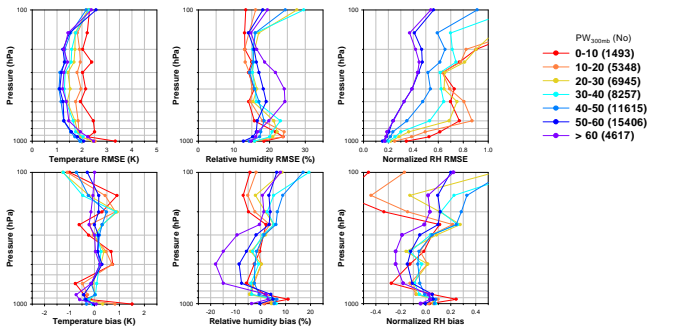 100
1000
Pressure (hPa)
0 1 2 3 4 5
Temperature RMSE (K)
100
1000
Pressure (hPa)
0 10 20 30
Relative humidity RMSE (%)
100
1000
Pressure (hPa)
0.0 0.2 0.4 0.6 0.8 1.0
Normalized RH RMSE
PW300mb (No)
0-10 (1493)
10-20 (5348)
20-30 (6945)
30-40 (8257)
40-50 (11615)
50-60 (15406)
> 60 (4617)
100
1000
Pressure (hPa)
-2 -1 0 1 2
Temperature bias (K)
100
1000
Pressure (hPa)
-20 -10 0 10 20
Relative humidity bias (%)
100
1000
Pressure (hPa)
-0.4 -0.2 0.0 0.2 0.4
Normalized RH bias